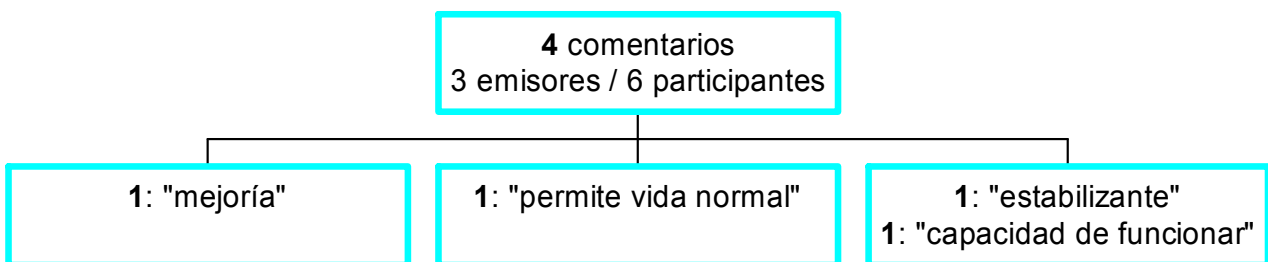 4 comentarios
3 emisores / 6 participantes
1: "mejoría"
1: "permite vida normal"
1: "estabilizante"
1: "capacidad de funcionar"